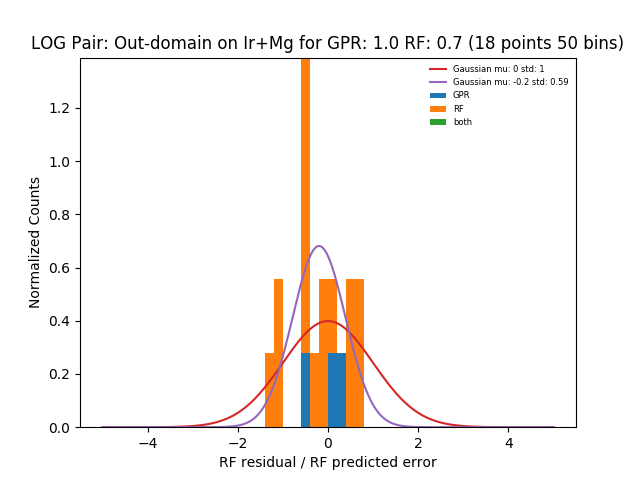 LOG Pair: Out-domain on Ir+Mg for GPR: 1.0 RF: 0.7 (18 points 50 bins)
Gaussian mu: 0 std: 1
Gaussian mu: -0.2 std: 0.59
GPR
RF
both
Normalized Counts
1.2
1.0
0.8
0.6
0.4
0.2
0.0
−4 −2 0 2 4
RF residual / RF predicted error